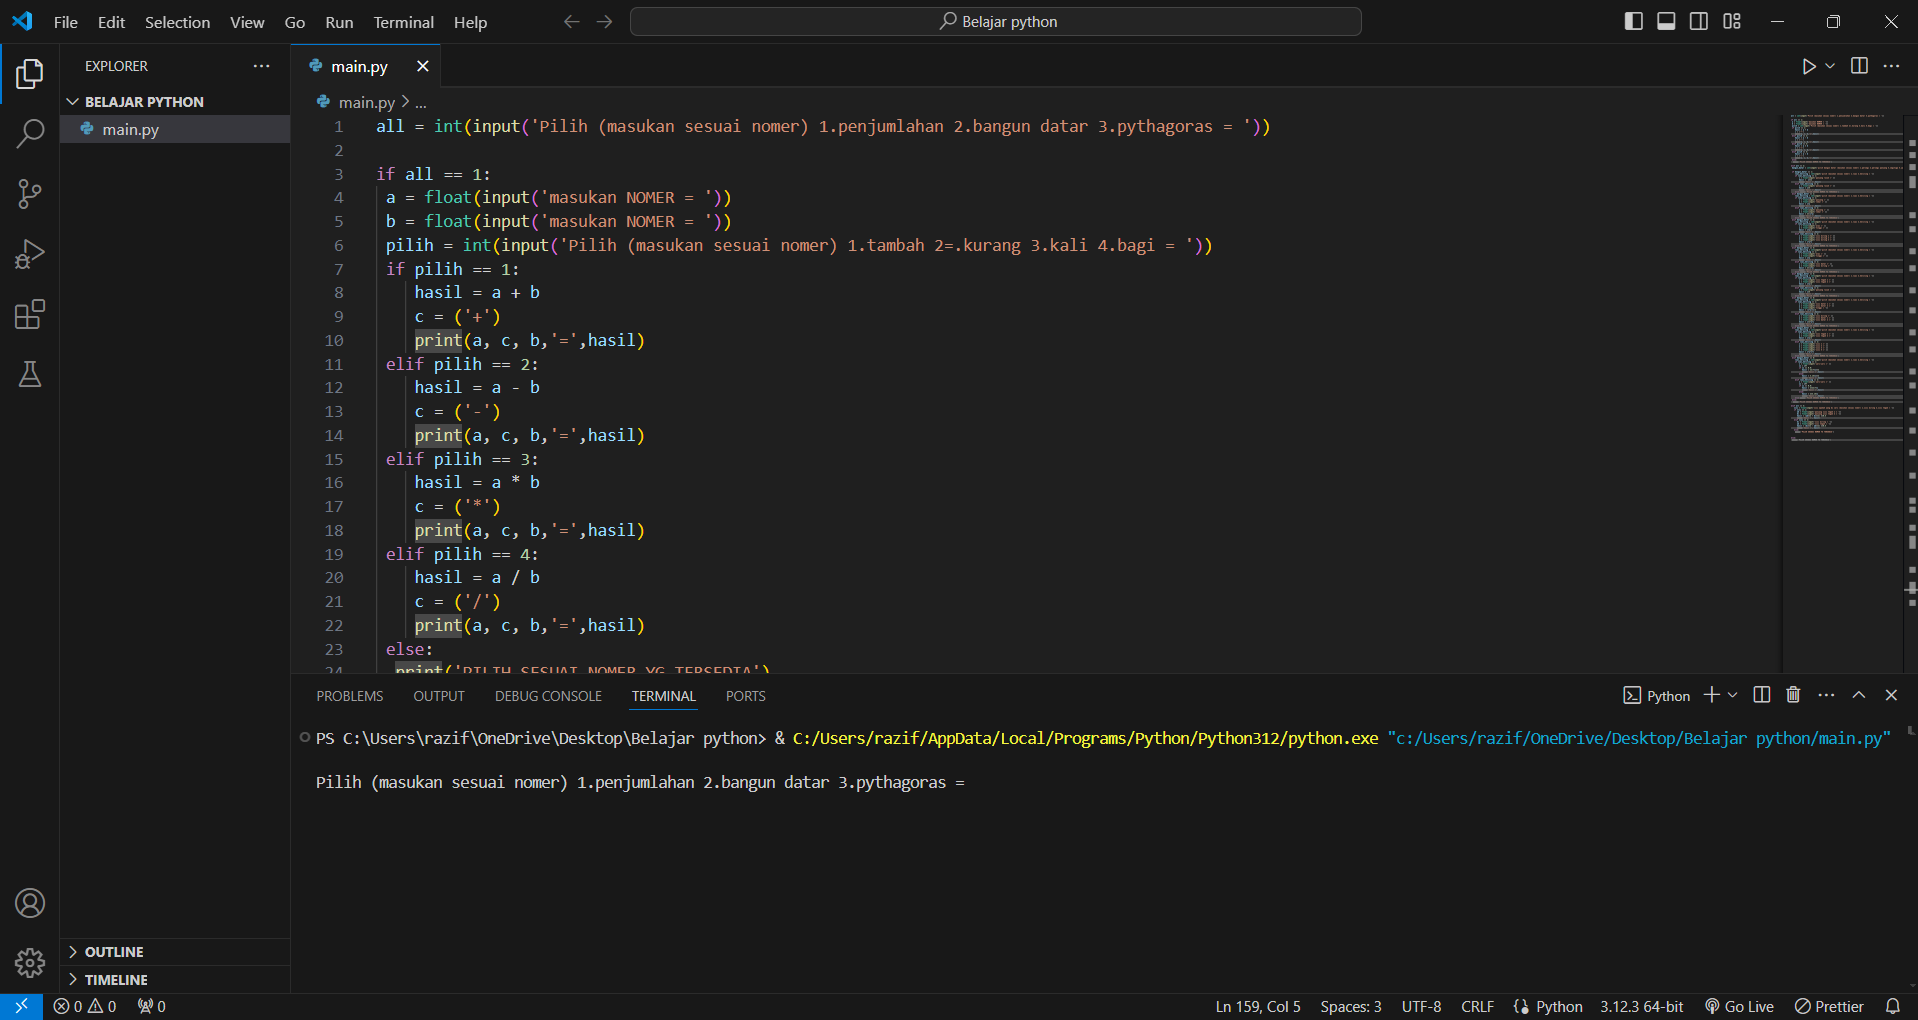 File Edit Selection View Go Run Terminal Help
Belajar python
EXPLORER
BELAJAR PYTHON
main.py
OUTLINE
TIMELINE
main.py
main.py > ...
1 all = int(input('Pilih (masukan sesuai nomer) 1.penjumlahan 2.bangun datar 3.pythagoras = '))
2
3 if all == 1:
4 a = float(input('masukan NOMER = '))
5 b = float(input('masukan NOMER = '))
6 pilih = int(input('Pilih (masukan sesuai nomer) 1.tambah 2=.kurang 3.kali 4.bagi = '))
7 if pilih == 1:
8 hasil = a + b
9 c = ('+')
10 print(a, c, b,'=',hasil)
11 elif pilih == 2:
12 hasil = a - b
13 c = ('-')
14 print(a, c, b,'=',hasil)
15 elif pilih == 3:
16 hasil = a * b
17 c = ('*')
18 print(a, c, b,'=',hasil)
19 elif pilih == 4:
20 hasil = a / b
21 c = ('/')
22 print(a, c, b,'=',hasil)
23 else:
24 print('PILIH SESUAI NOMER YG TERSEDIA')
PROBLEMS OUTPUT DEBUG CONSOLE TERMINAL PORTS
Python
PS C:\Users\razif\OneDrive\Desktop\Belajar python> & C:/Users/razif/AppData/Local/Programs/Python/Python312/python.exe "c:/Users/razif/OneDrive/Desktop/Belajar python/main.py"
Pilih (masukan sesuai nomer) 1.penjumlahan 2.bangun datar 3.pythagoras =
0 0 0
Ln 159, Col 5 Spaces: 3 UTF-8 CRLF Python 3.12.3 64-bit Go Live Prettier